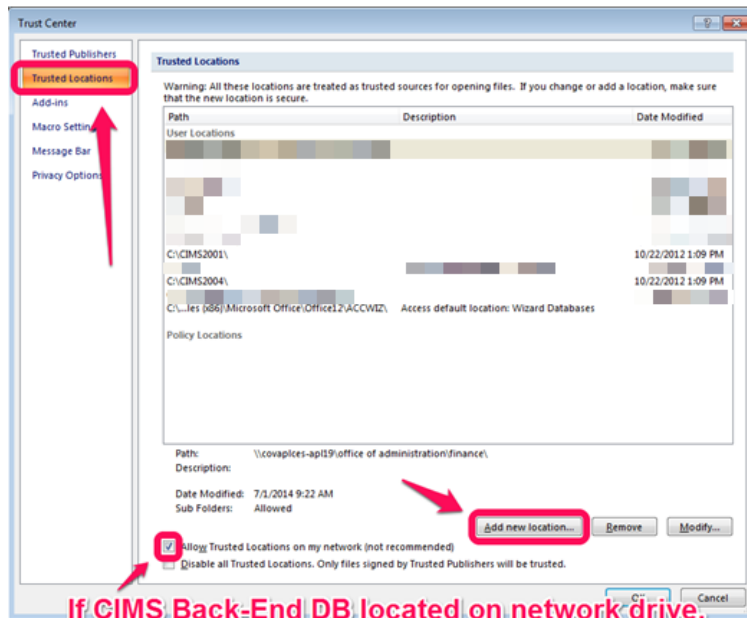 Trust Center
Trusted Publishers
Trusted Locations
Add-ins
Macro Settin
Message Bar
Privacy Options
Trusted Locations
Warning: All these locations are treated as trusted sources for opening files. If you change or add a location, make sure
that the new location is secure.
Path Description Date Modified
User Locations
C:\CIMS2001\ 10/22/2012 1:09 PM
C:\CIMS2004\ 10/22/2012 1:09 PM
C:\...les (x86)\Microsoft Office\Office12\ACCWIZ\ Access default location: Wizard Databases
Policy Locations
Path: \\covaplces-apl19\office of administration\finance\
Description:
Date Modified: 7/1/2014 9:22 AM
Sub Folders: Allowed
Add new location... Remove Modify...
Allow Trusted Locations on my network (not recommended)
Disable all Trusted Locations. Only files signed by Trusted Publishers will be trusted.
Cancel
If CIMS Back-End DB located on network drive.